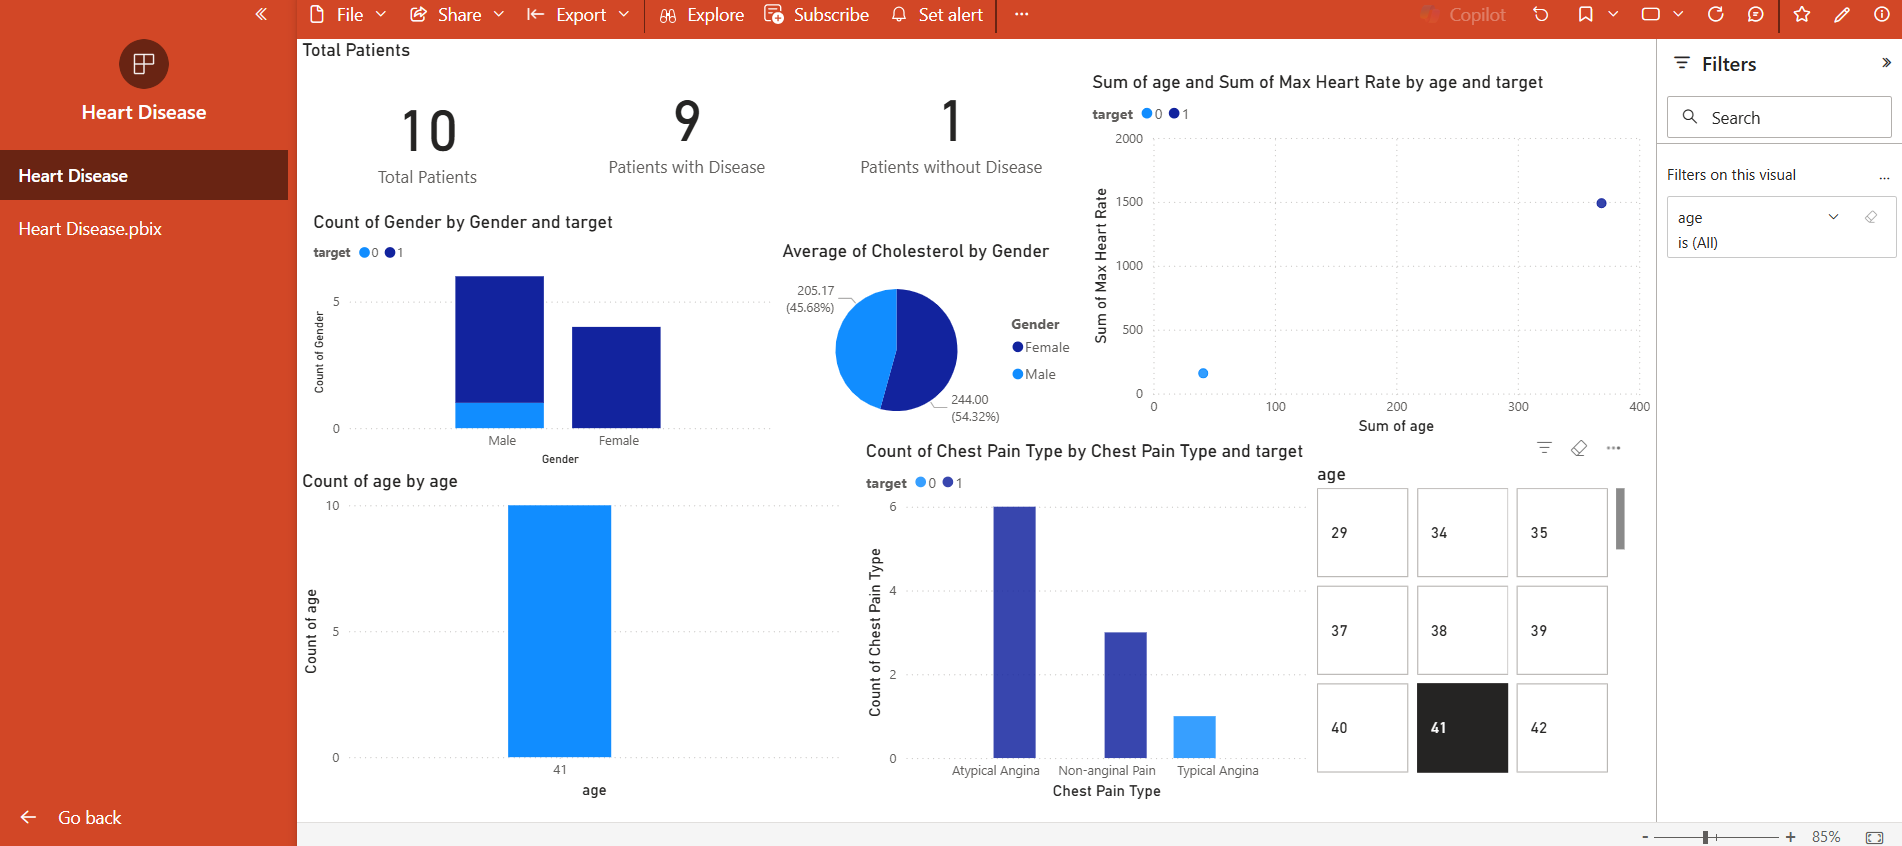 File
Share
Export
Explore
Subscribe
Set alert
...
Copilot
Heart Disease
Heart Disease
Heart Disease.pbix
Go back
Total Patients
10
Total Patients
9
Patients with Disease
1
Patients without Disease
Sum of age and Sum of Max Heart Rate by age and target
target 0 1
Sum of Max Heart Rate
2000
1500
1000
500
0
0 100 200 300 400
Sum of age
Count of Gender by Gender and target
target 0 1
Count of Gender
5
0
Male Female
Gender
Average of Cholesterol by Gender
205.17
(45.68%)
244.00
(54.32%)
Gender
Female
Male
Count of age by age
Count of age
10
5
0
41
age
Count of Chest Pain Type by Chest Pain Type and target
target 0 1
Count of Chest Pain Type
6
4
2
0
Atypical Angina Non-anginal Pain Typical Angina
Chest Pain Type
age
29 34 35
37 38 39
40 41 42
Filters
Search
Filters on this visual
...
age
is (All)
- + 85%